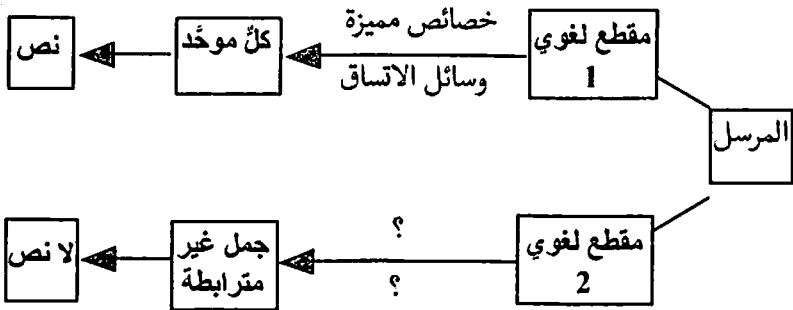 المرسل
مقطع لغوي
1
خصائص مميزة
وسائل الاتساق
كلٌّ موحَّد
نص
مقطع لغوي
2
؟
؟
جمل غير
مترابطة
لا نص